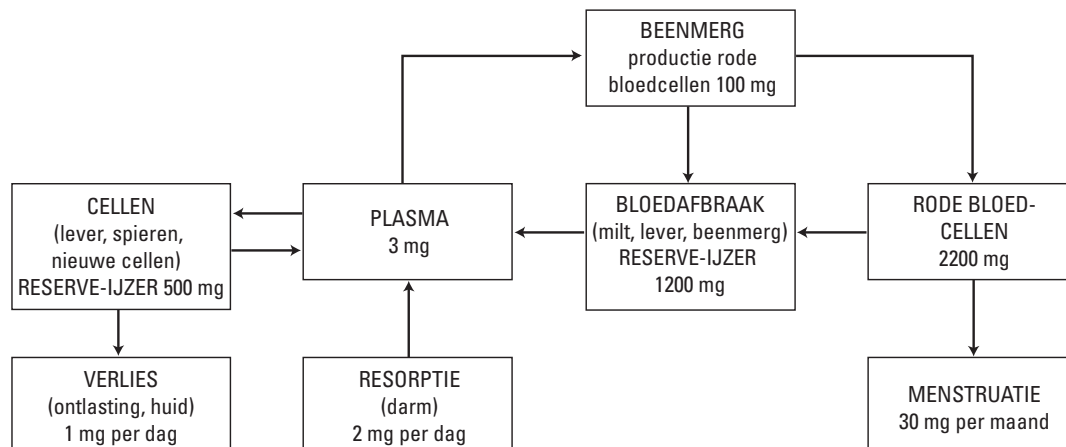 BEENMERG
productie rode
bloedcellen 100 mg
CELLEN
(lever, spieren,
nieuwe cellen)
RESERVE-IJZER 500 mg
PLASMA
3 mg
BLOEDAFBRAAK
(milt, lever, beenmerg)
RESERVE-IJZER
1200 mg
RODE BLOED-
CELLEN
2200 mg
VERLIES
(ontlasting, huid)
1 mg per dag
RESORPTIE
(darm)
2 mg per dag
MENSTRUATIE
30 mg per maand